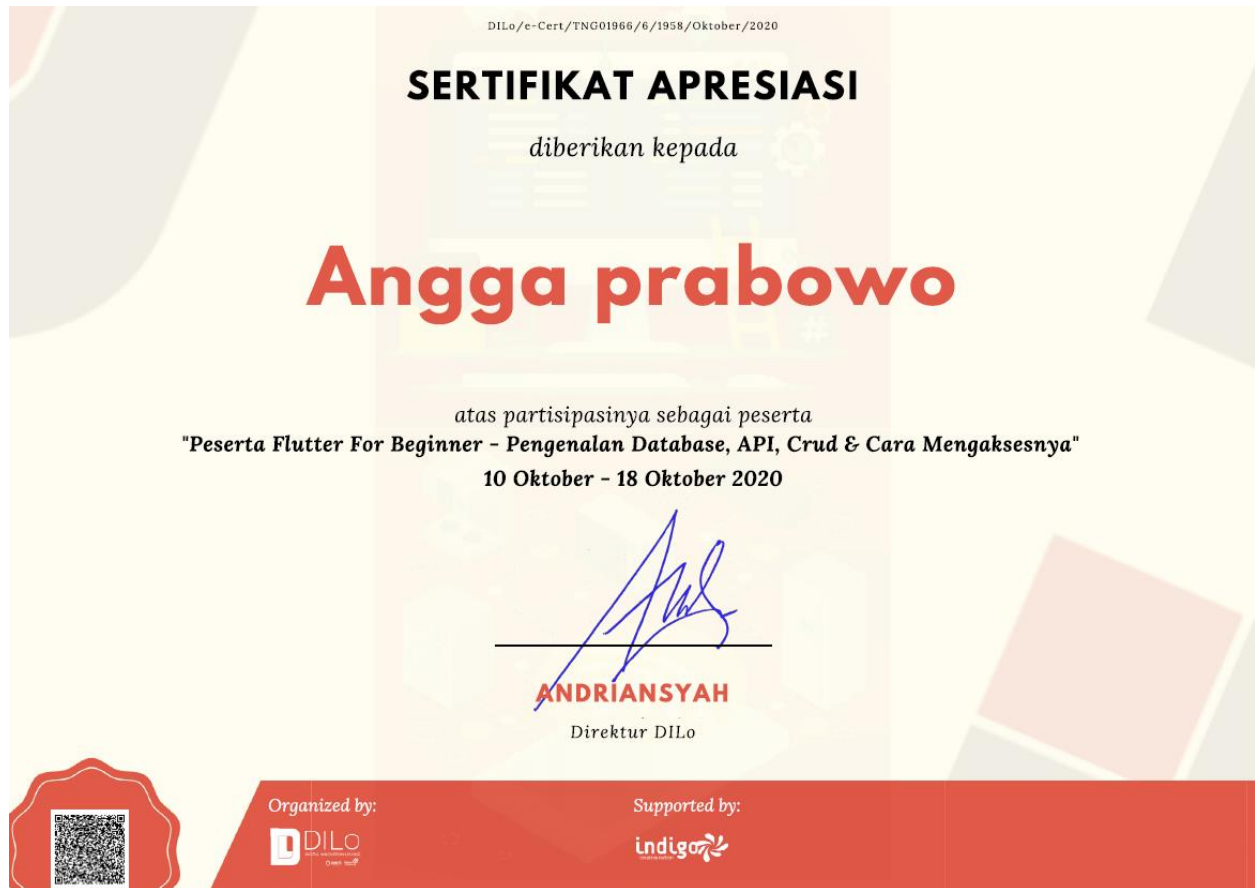 DILo/e-Cert/TNG01966/6/1958/Oktober/2020
SERTIFIKAT APRESIASI
diberikan kepada
Angga prabowo
atas partisipasinya sebagai peserta
"Peserta Flutter For Beginner - Pengenalan Database, API, Crud & Cara Mengaksesnya"
10 Oktober - 18 Oktober 2020
ANDRIANSYAH
Direktur DILo
Organized by:
DILo
Supported by:
indigo